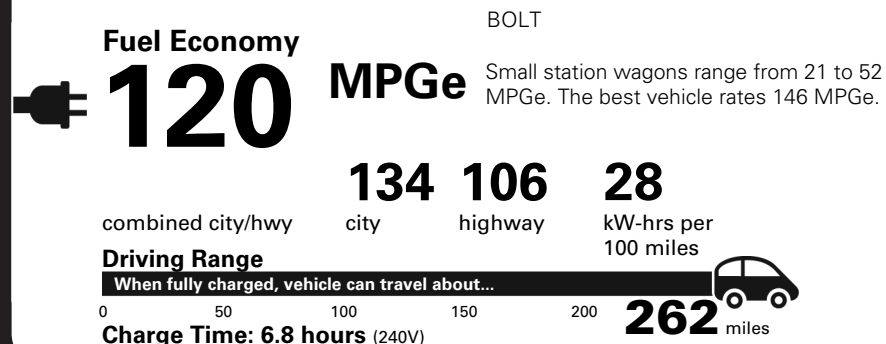 BOLT
Fuel Economy
120
MPGe
Small station wagons range from 21 to 52
MPGe. The best vehicle rates 146 MPGe.
134 106 28
combined city/hwy city highway kW-hrs per
100 miles
Driving Range
When fully charged, vehicle can travel about...
0 50 100 150 200 262 miles
Charge Time: 6.8 hours (240V)